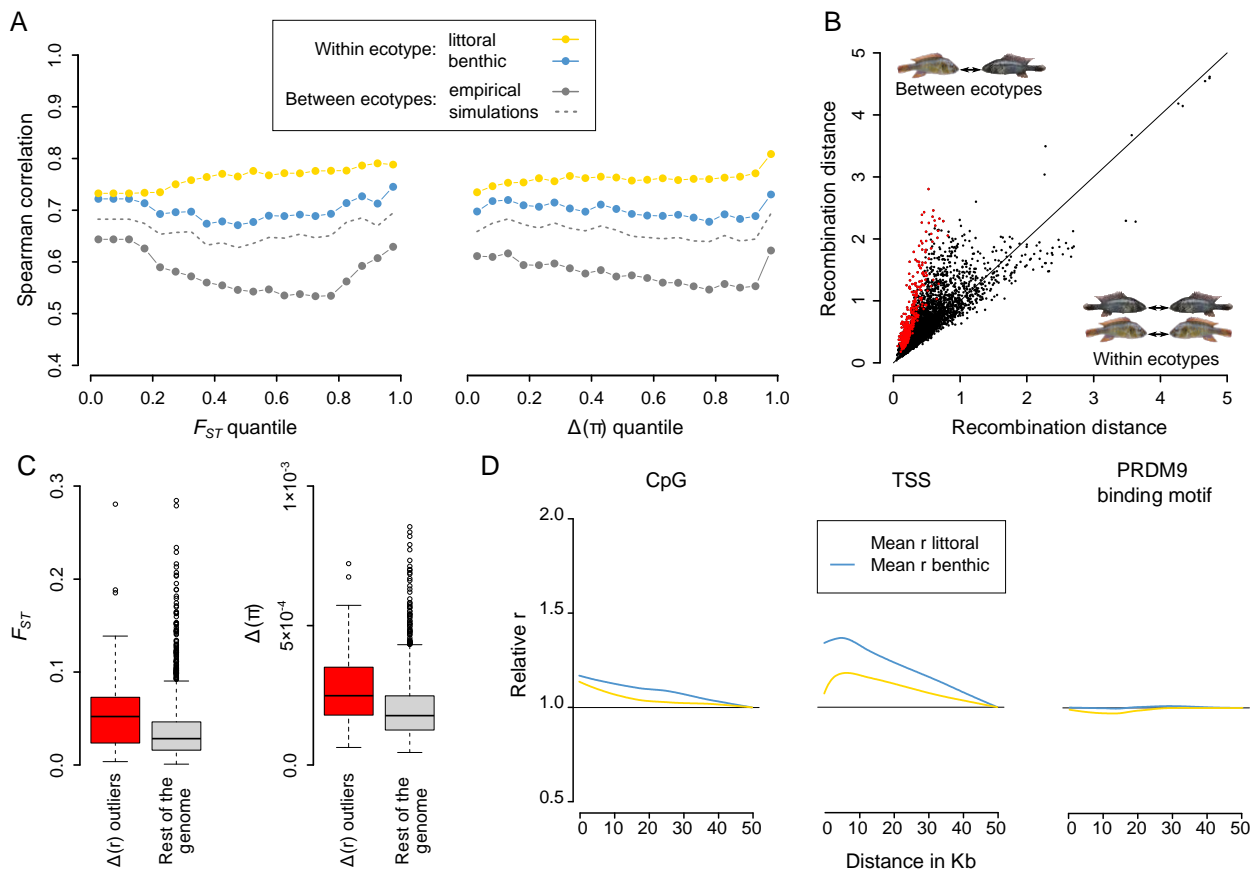 A
Within ecotype:
littoral
benthic
Between ecotypes:
empirical
simulations
Spearman correlation
1.0
0.9
0.8
0.7
0.6
0.5
0.4
0.0 0.2 0.4 0.6 0.8 1.0
FST quantile
0.0 0.2 0.4 0.6 0.8 1.0
Δ(π) quantile
B
Between ecotypes
Within ecotypes
Recombination distance
5
4
3
2
1
0
0 1 2 3 4 5
Recombination distance
C
FST
0.3
0.2
0.1
0.0
Δ(r) outliers
Rest of the
genome
Δ(π)
1×10-3
5×10-4
0.0
Δ(r) outliers
Rest of the
genome
D
CpG
TSS
PRDM9
binding motif
Mean r littoral
Mean r benthic
Relative r
2.0
1.5
1.0
0.5
0 10 20 30 40 50
0 10 20 30 40 50
0 10 20 30 40 50
Distance in Kb